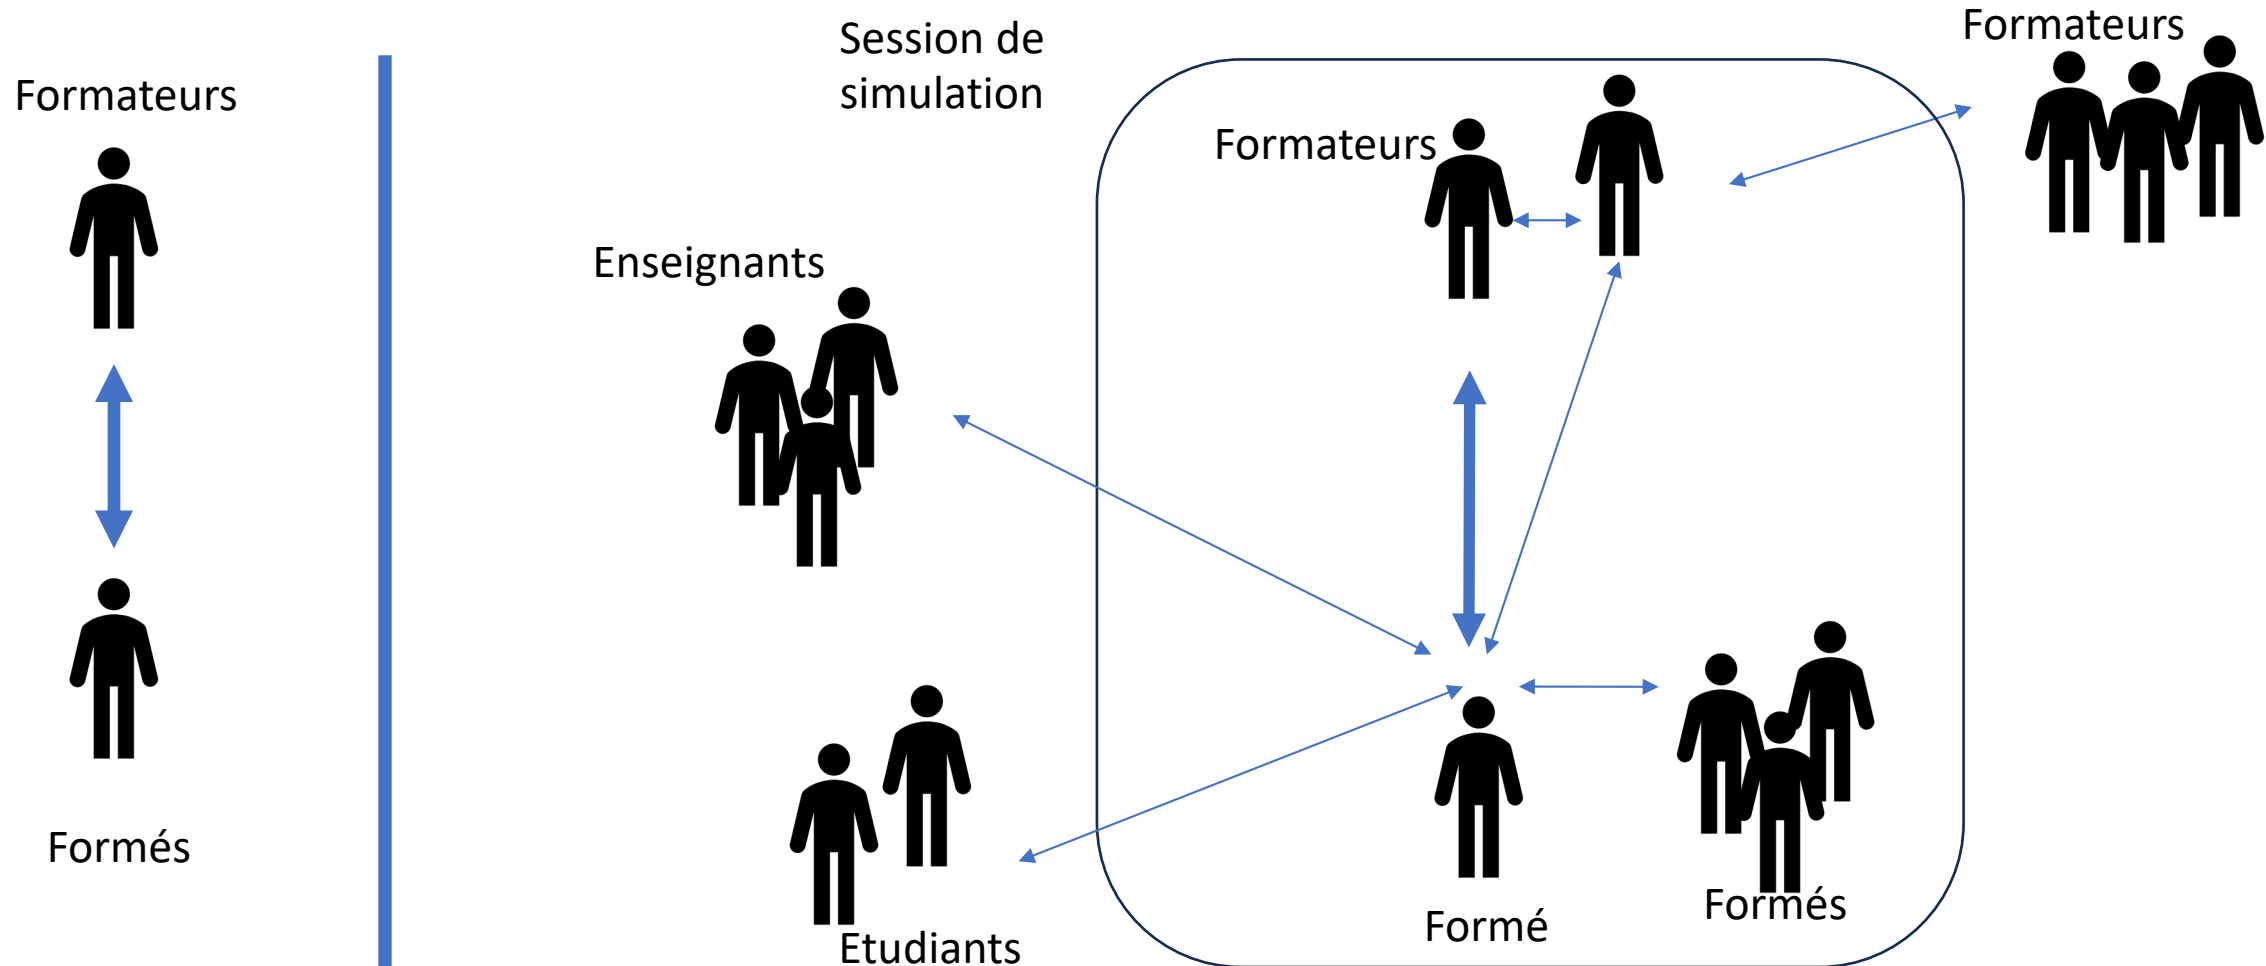 Formateurs
Formés
Session de
simulation
Formateurs
Formateurs
Enseignants
Etudiants
Formé
Formés